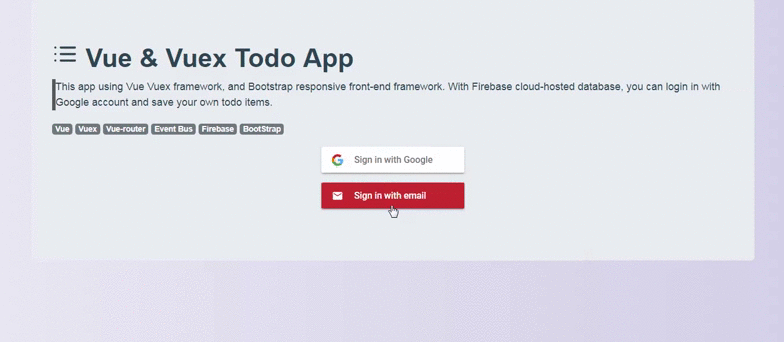 Vue & Vuex Todo App
This app using Vue Vuex framework, and Bootstrap responsive front-end framework. With Firebase cloud-hosted database, you can login in with
Google account and save your own todo items.
Vue Vuex Vue-router Event Bus Firebase BootStrap
Sign in with Google
Sign in with email